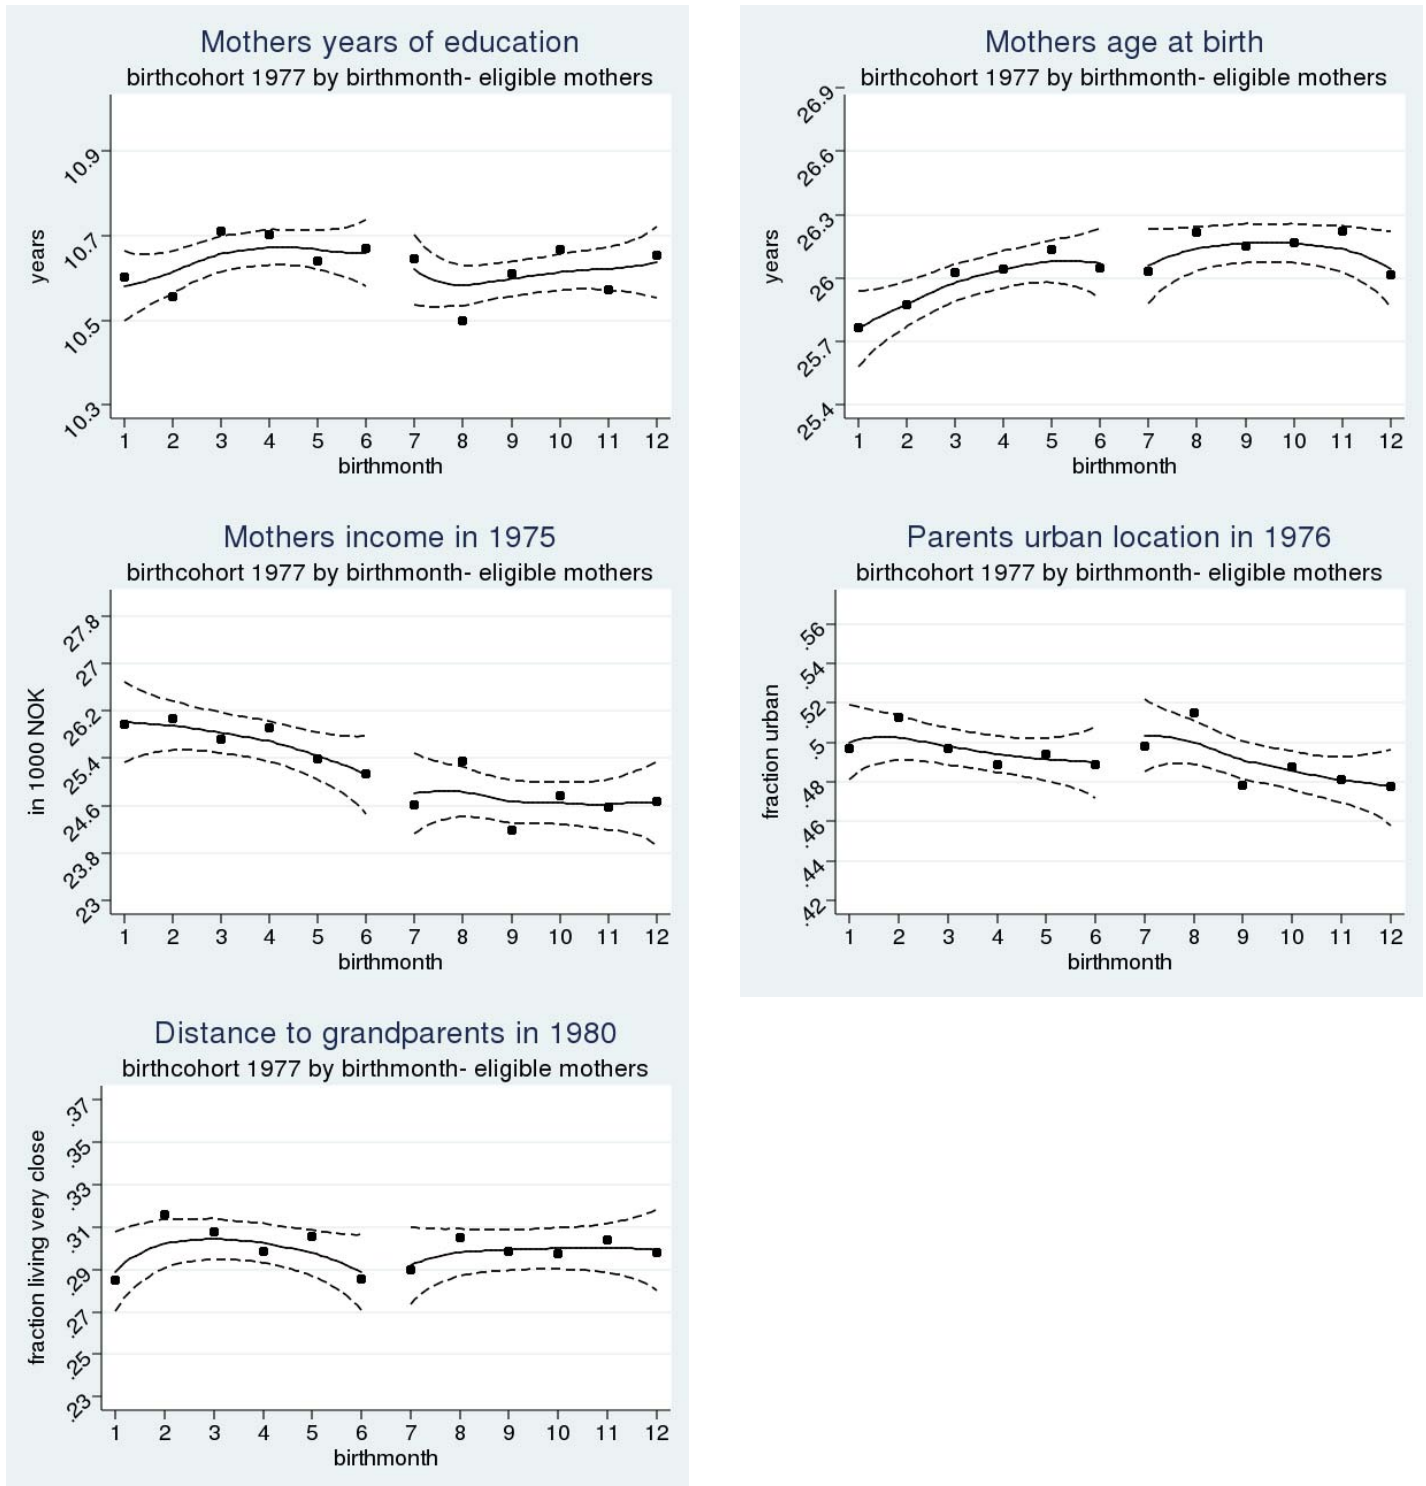 Mothers years of education
birthcohort 1977 by birthmonth- eligible mothers
years
10.9
10.7
10.5
10.3
1 2 3 4 5 6 7 8 9 10 11 12
birthmonth
Mothers age at birth
birthcohort 1977 by birthmonth- eligible mothers
years
26.9
26.6
26.3
26
25.7
25.4
1 2 3 4 5 6 7 8 9 10 11 12
birthmonth
Mothers income in 1975
birthcohort 1977 by birthmonth- eligible mothers
in 1000 NOK
27.8
27
26.2
25.4
24.6
23.8
23
1 2 3 4 5 6 7 8 9 10 11 12
birthmonth
Parents urban location in 1976
birthcohort 1977 by birthmonth- eligible mothers
fraction urban
.56
.54
.52
.5
.48
.46
.44
.42
1 2 3 4 5 6 7 8 9 10 11 12
birthmonth
Distance to grandparents in 1980
birthcohort 1977 by birthmonth- eligible mothers
fraction living very close
.37
.35
.33
.31
.29
.27
.25
.23
1 2 3 4 5 6 7 8 9 10 11 12
birthmonth